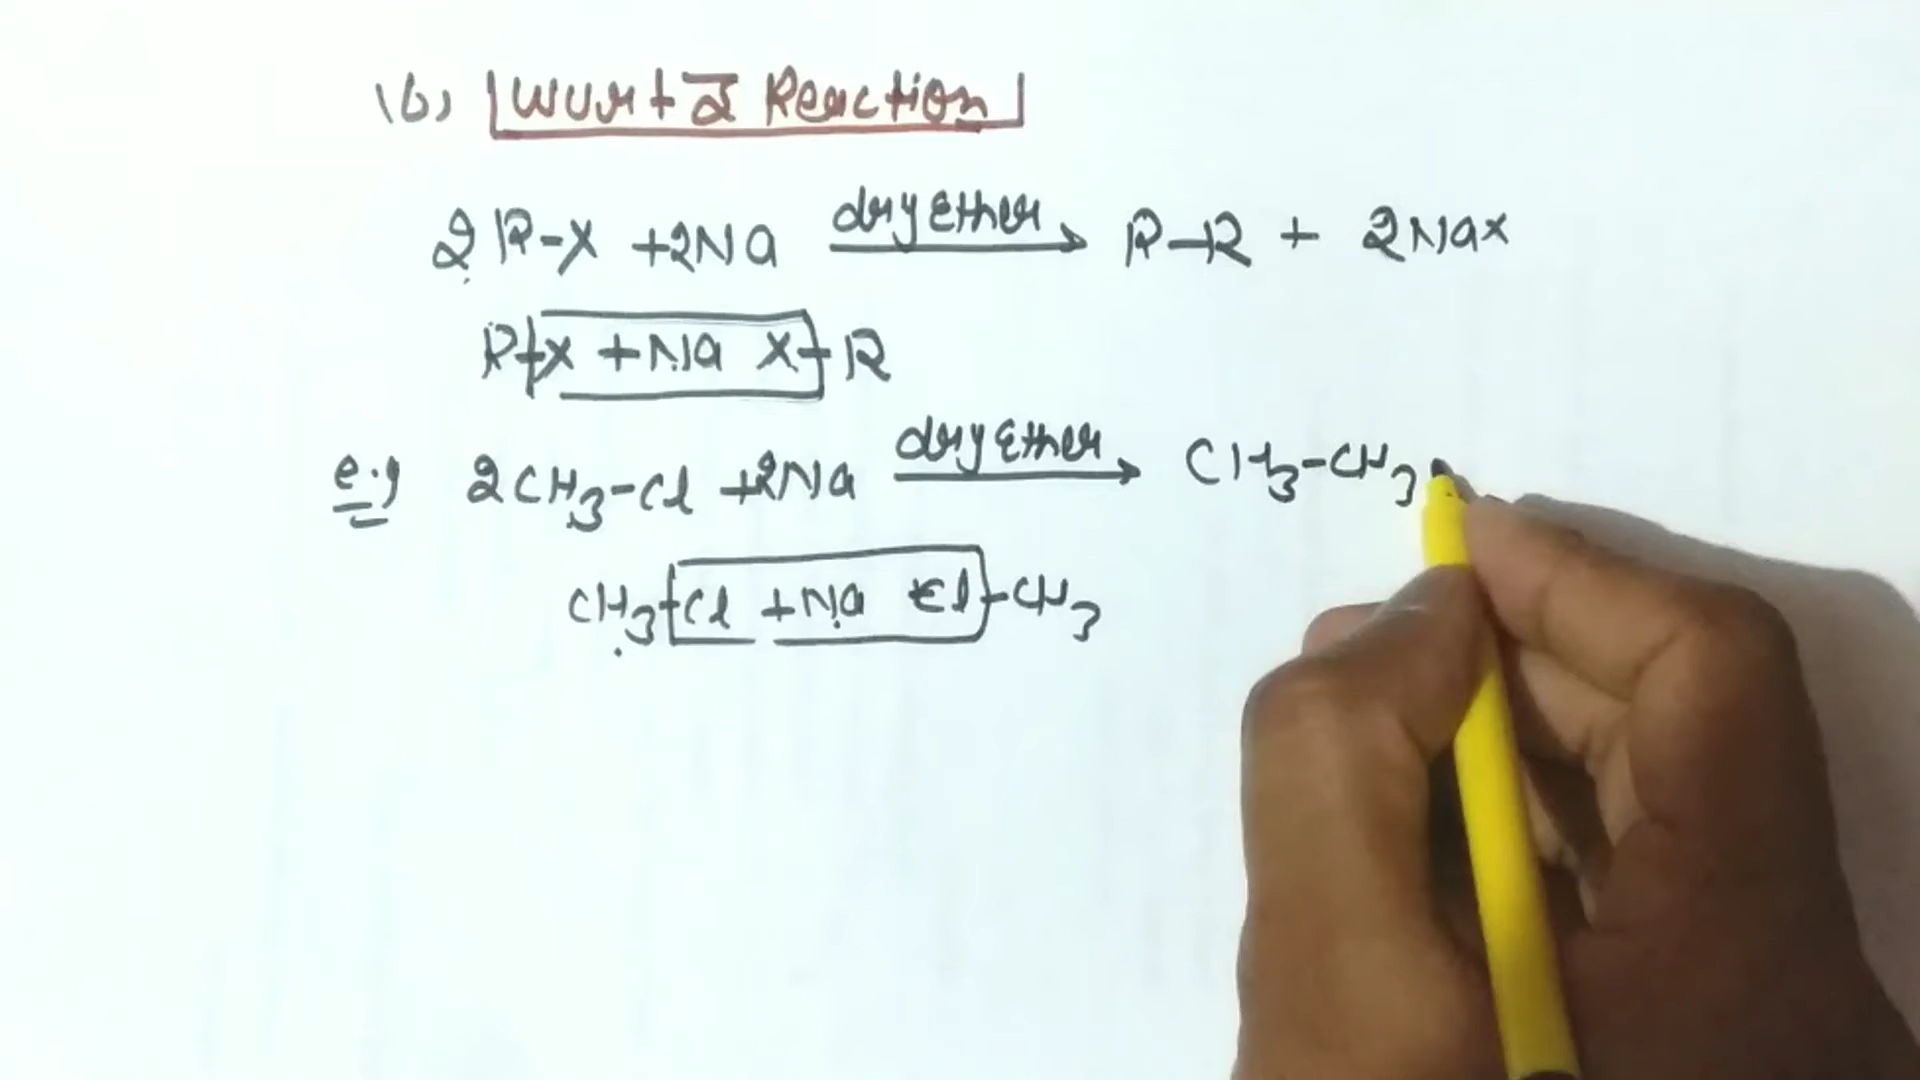 (b) Wurtz Reaction
2R-X +2Na dry Ether → R-R + 2Nax
R-X +Na X-R
e.g 2CH3-Cl +2Na dry Ether → CH3-CH3
CH3-Cl +Na Cl-CH3